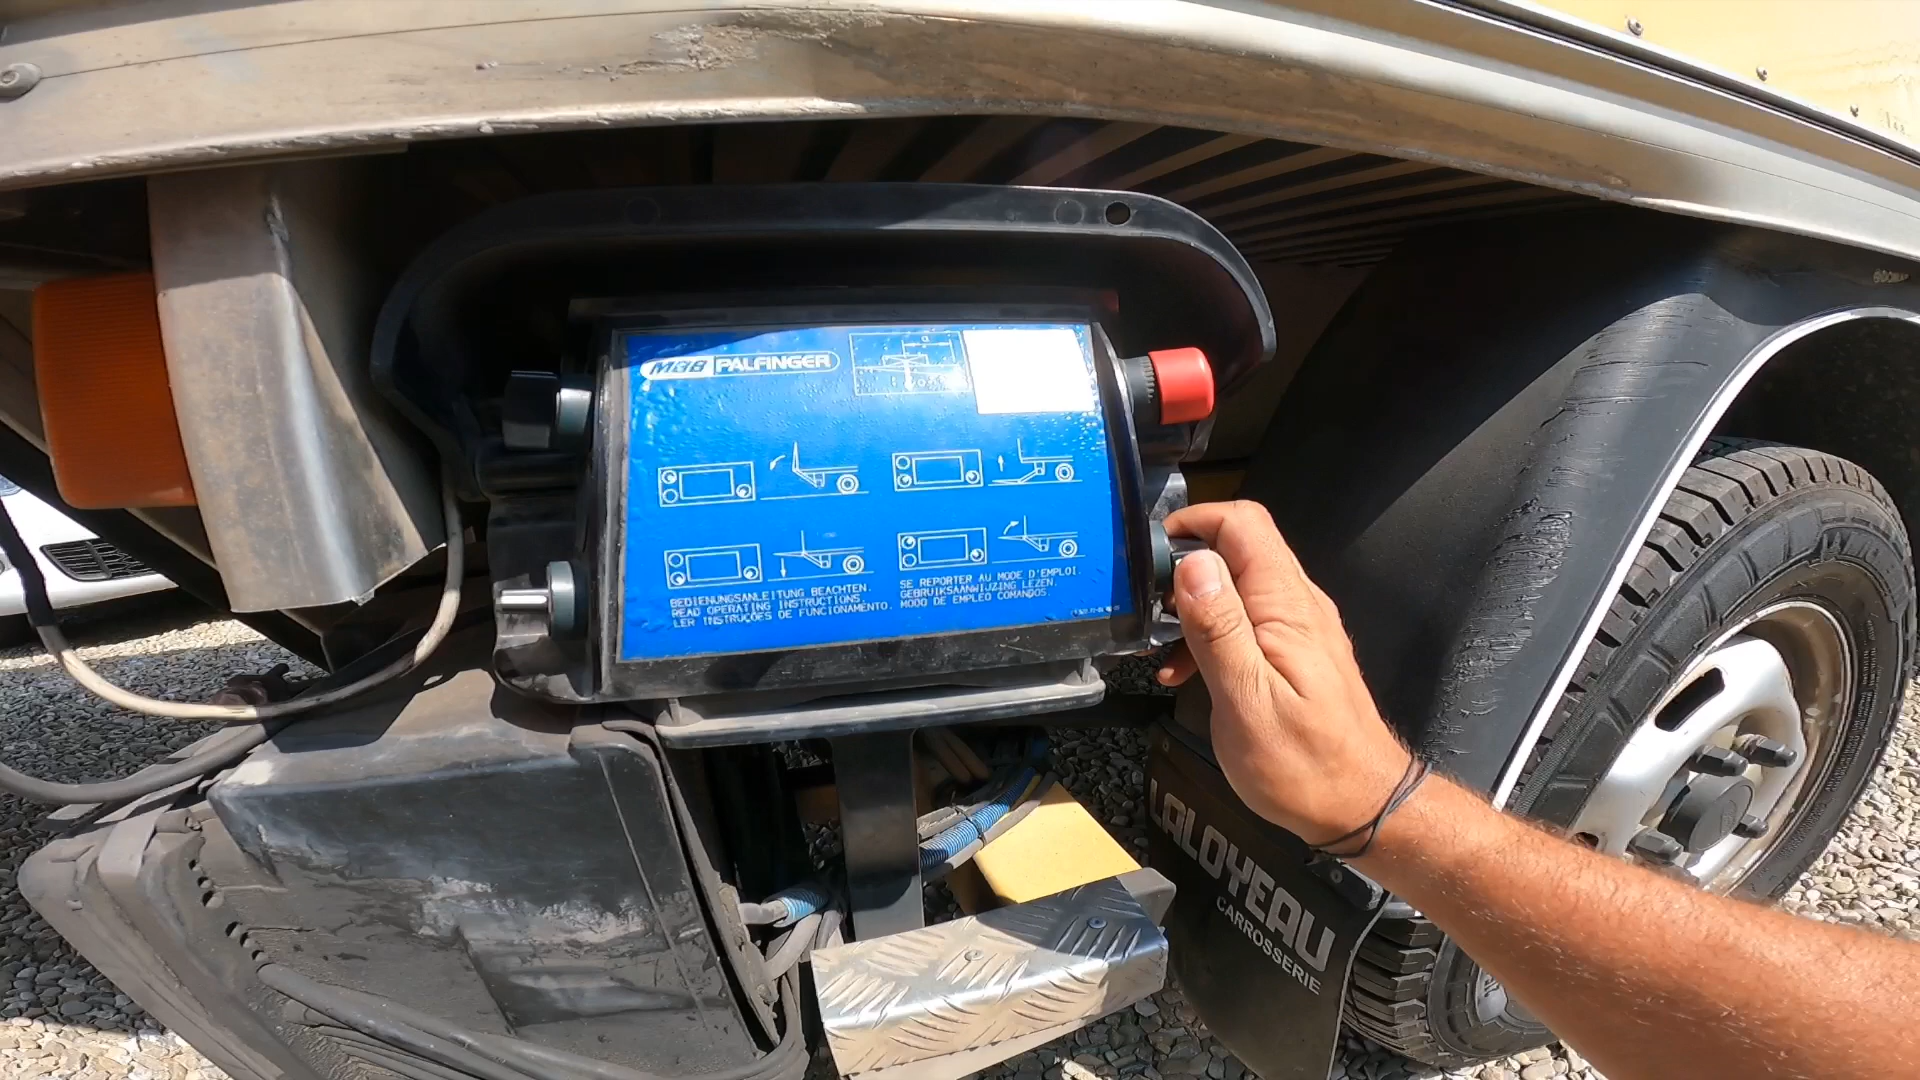 MBB PALFINGER
BEDIENUNGSANLEITUNG BEACHTEN.
READ OPERATING INSTRUCTIONS.
LER INSTRUÇÕES DE FUNCIONAMENTO.
SE REPORTER AU MODE D'EMPLOI.
GEBRUIKSAANWIJZING LEZEN.
MODO DE EMPLEO COMANDOS.
LALOYEAU
CARROSSERIE